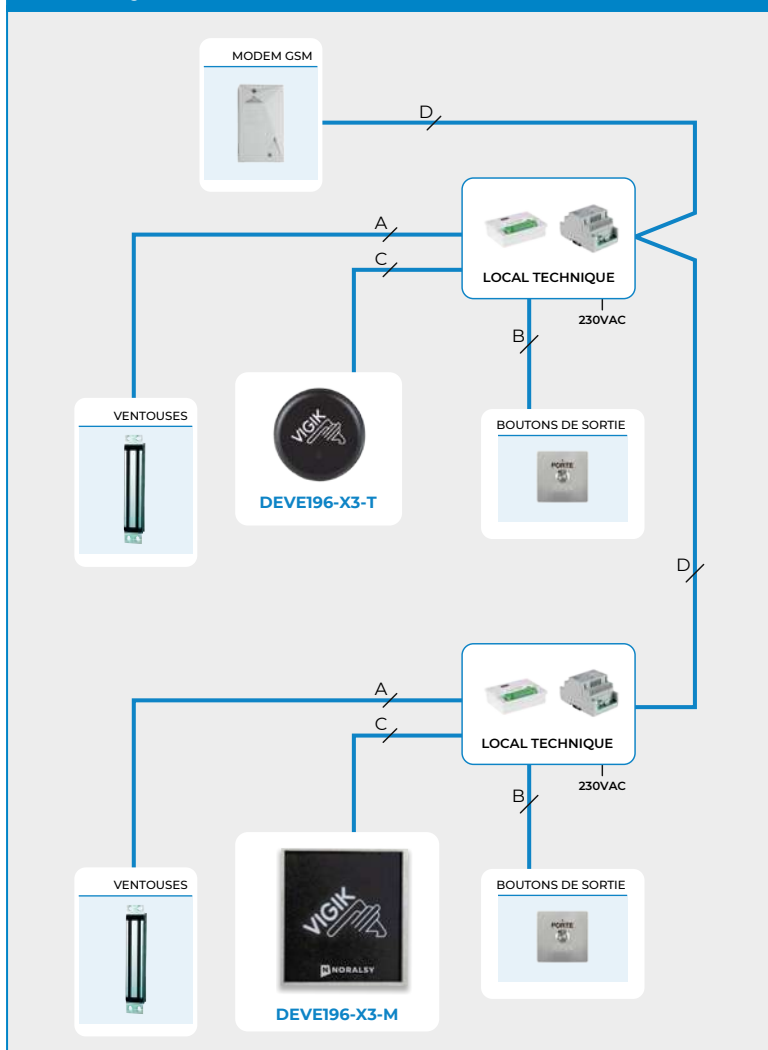 MODEM GSM
D
A
C
LOCAL TECHNIQUE
230VAC
B
VENTOUSES
VIGIK
DEVE196-X3-T
BOUTONS DE SORTIE
PORTE
D
A
C
LOCAL TECHNIQUE
230VAC
B
VENTOUSES
VIGIK
NORALSY
DEVE196-X3-M
BOUTONS DE SORTIE
PORTE